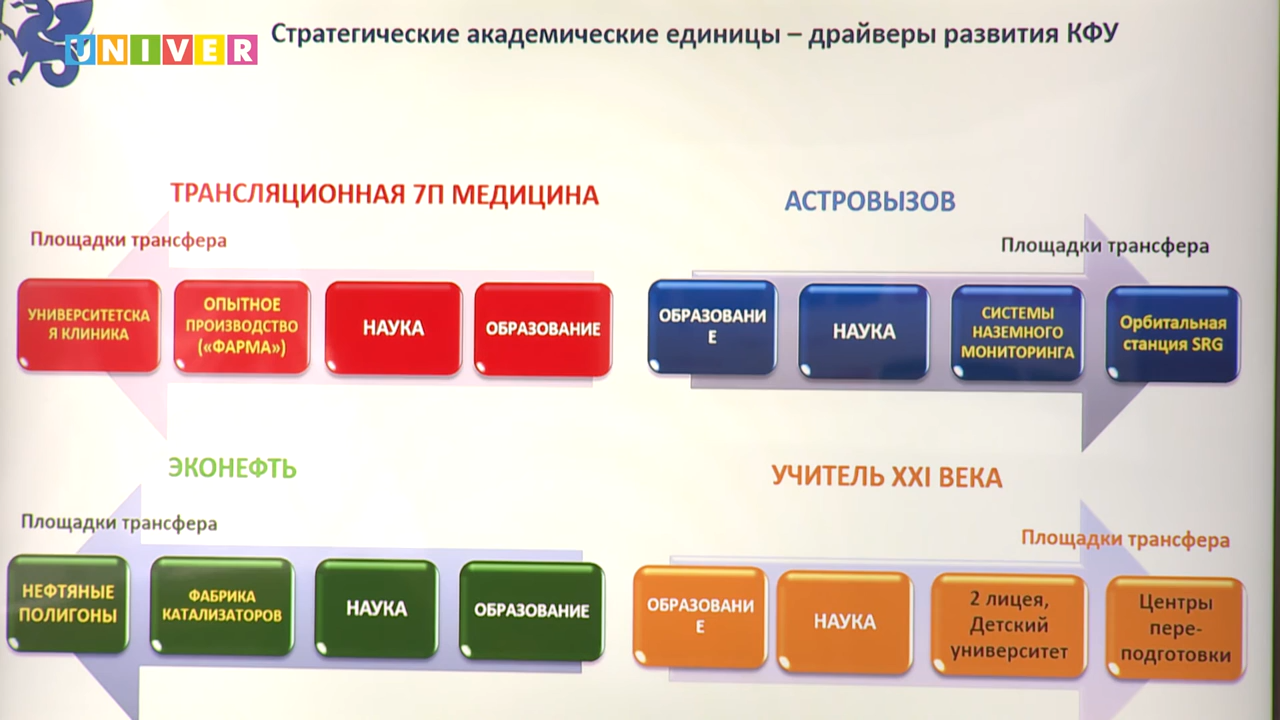 UNIVER
Стратегические академические единицы – драйверы развития КФУ
ТРАНСЛЯЦИОННАЯ 7П МЕДИЦИНА
Площадки трансфера
УНИВЕРСИТЕТСКА
Я КЛИНИКА
ОПЫТНОЕ
ПРОИЗВОДСТВО
(«ФАРМА»)
НАУКА
ОБРАЗОВАНИЕ
АСТРОВЫЗОВ
Площадки трансфера
ОБРАЗОВАНИ
Е
НАУКА
СИСТЕМЫ
НАЗЕМНОГО
МОНИТОРИНГА
Орбитальная
станция SRG
ЭКОНЕФТЬ
Площадки трансфера
НЕФТЯНЫЕ
ПОЛИГОНЫ
ФАБРИКА
КАТАЛИЗАТОРОВ
НАУКА
ОБРАЗОВАНИЕ
УЧИТЕЛЬ XXI ВЕКА
Площадки трансфера
ОБРАЗОВАНИ
Е
НАУКА
2 лицея,
Детский
университет
Центры
пере-
подготовки